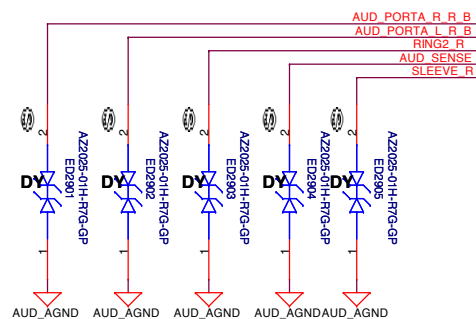 AUD_PORTA_R_R_B
AUD_PORTA_L_R_B
RING2_R
AUD_SENSE
SLEEVE_R
2 2 2 2 2
DY DY DY DY DY
AZ2025-01H-R7G-GP
ED2901
AZ2025-01H-R7G-GP
ED2902
AZ2025-01H-R7G-GP
ED2903
AZ2025-01H-R7G-GP
ED2904
AZ2025-01H-R7G-GP
ED2905
1 1 1 1 1
AUD_AGND AUD_AGND AUD_AGND AUD_AGND AUD_AGND